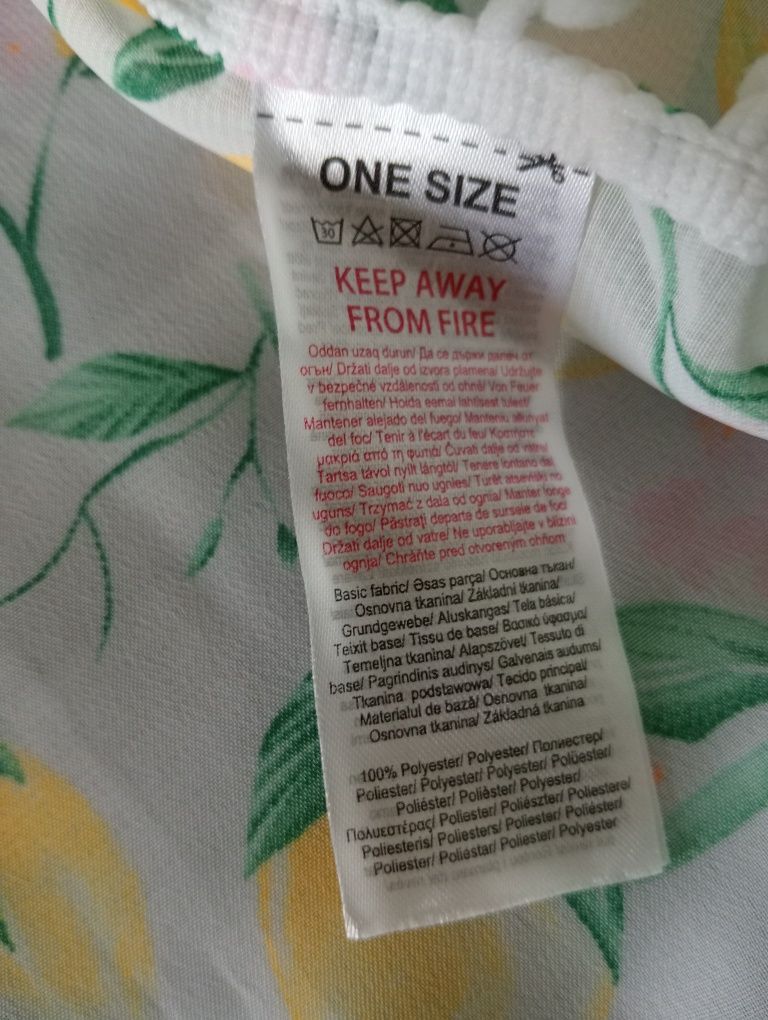 ONE SIZE
30
KEEP AWAY
FROM FIRE
Oddan uzaq durun/ Да се държи далеч от
огън/ Držati dalje od izvora plamena/ Udržujte
v bezpečné vzdálenosti od ohně/ Von Feuer
fernhalten/ Hoida eemal lahtisest tulest/
Mantener alejado del fuego/ Manteniu allunyat
del foc/ Tenir à l'écart du feu/ Κρατήστε
μακριά από τη φωτιά/ Čuvati dalje od vatre/
Tartsa távol nyílt lángtól/ Tenere lontano dal
fuoco/ Saugoti nuo ugnies/ Turēt atsevišķi no
uguns/ Trzymać z dala od ognia/ Manter longe
do fogo/ Păstrați departe de sursele de foc/
Držati dalje od vatre/ Ne uporabljajte v bližini
ognja/ Chráňte pred otvoreným ohňom
Basic fabric/ Əsas parça/ Основна тъкан/
Osnovna tkanina/ Základní tkanina/
Grundgewebe/ Aluskangas/ Tela básica/
Teixit base/ Tissu de base/ Βασικό ύφασμα/
Temeljna tkanina/ Alapszövet/ Tessuto di
base/ Pagrindinis audinys/ Galvenais audums/
Tkanina podstawowa/ Tecido principal/
Materialul de bază/ Osnovna tkanina/
Osnovna tkanina/ Základná tkanina
100% Polyester/ Polyester/ Полиестер/
Poliester/ Polyester/ Polyester/ Polüester/
Poliéster/ Polièster/ Polyester/
Πολυεστέρας/ Poliester/ Poliészter/ Poliestere/
Poliesteris/ Poliesters/ Poliester/ Poliéster/
Poliester/ Poliéstar/ Poliester/ Polyester